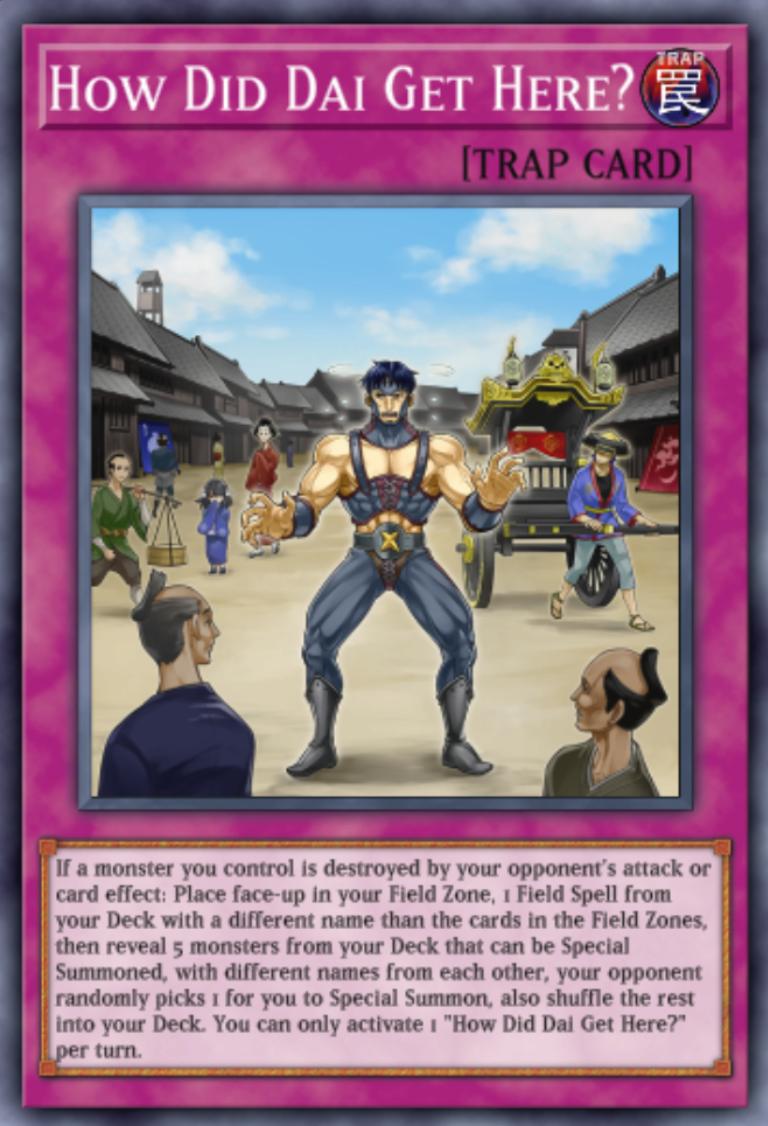 How Did Dai Get Here?
TRAP
罠
[TRAP CARD]
If a monster you control is destroyed by your opponent's attack or
card effect: Place face-up in your Field Zone, 1 Field Spell from
your Deck with a different name than the cards in the Field Zones,
then reveal 5 monsters from your Deck that can be Special
Summoned, with different names from each other, your opponent
randomly picks 1 for you to Special Summon, also shuffle the rest
into your Deck. You can only activate 1 "How Did Dai Get Here?"
per turn.